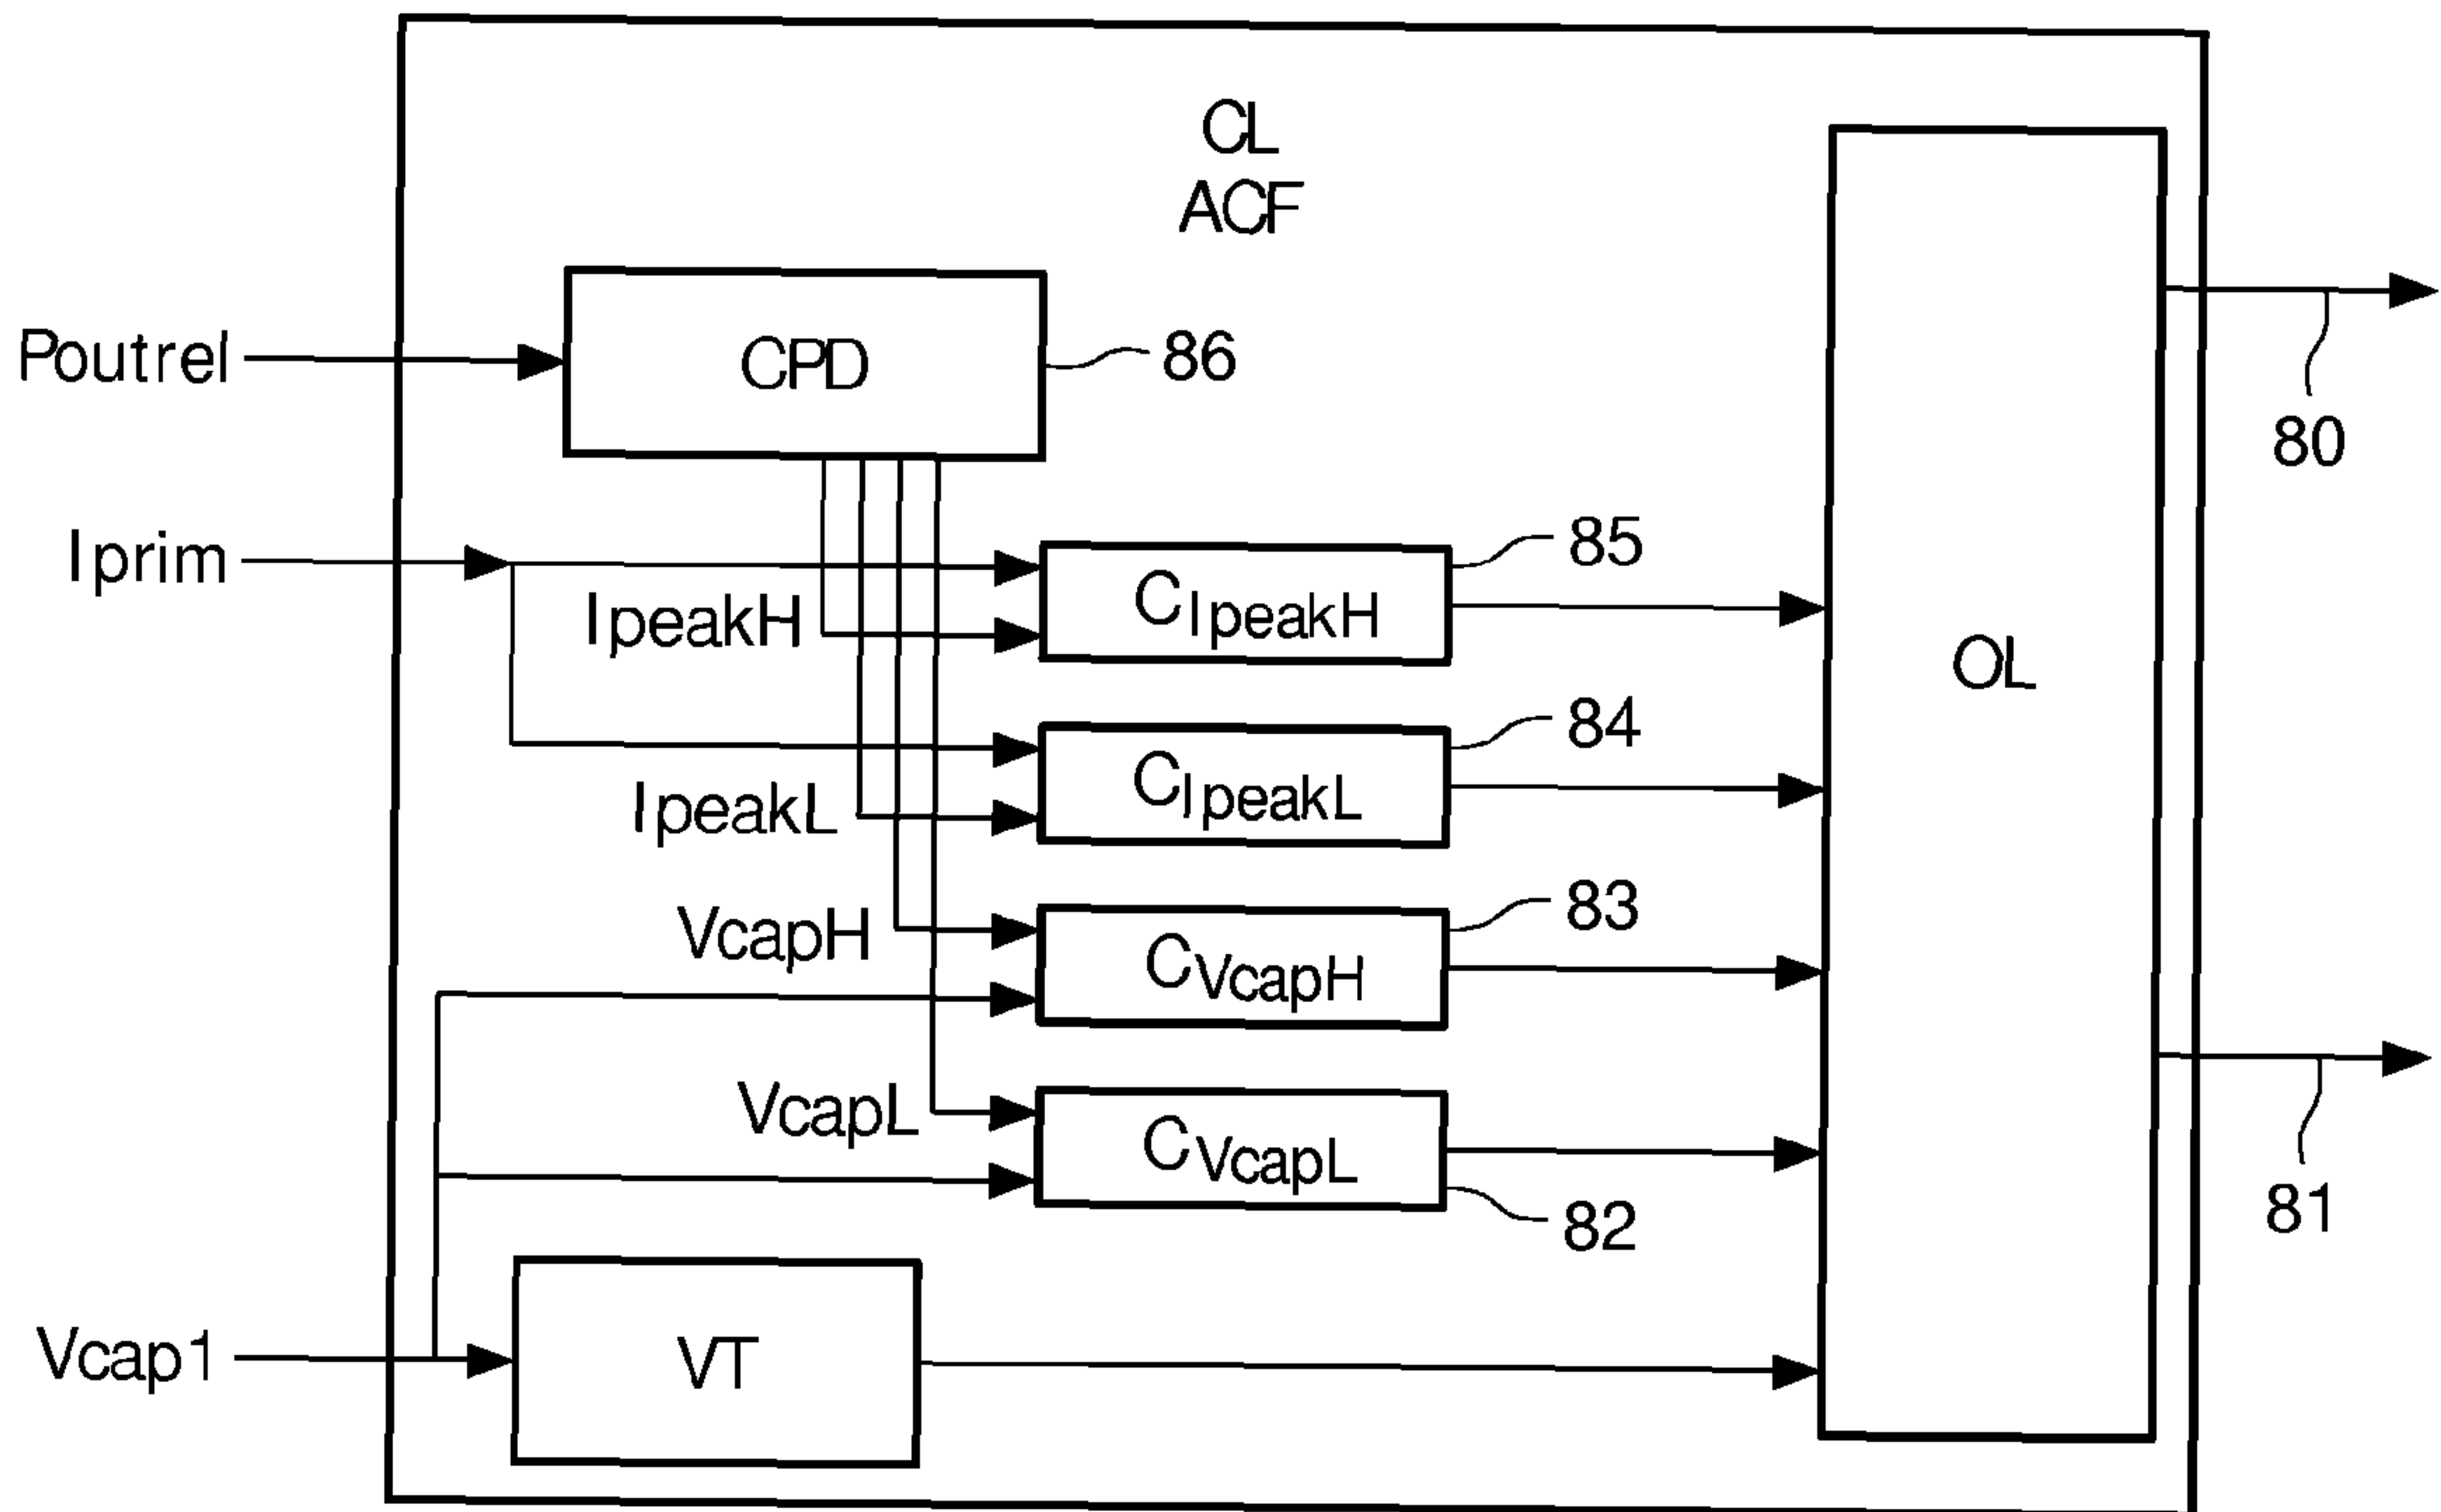 CL
ACF
Poutrel
CPD
86
80
Iprim
IpeakH
CIpeakH
85
OL
IpeakL
CIpeakL
84
VcapH
CVcapH
83
VcapL
CVcapL
82
81
Vcap1
VT